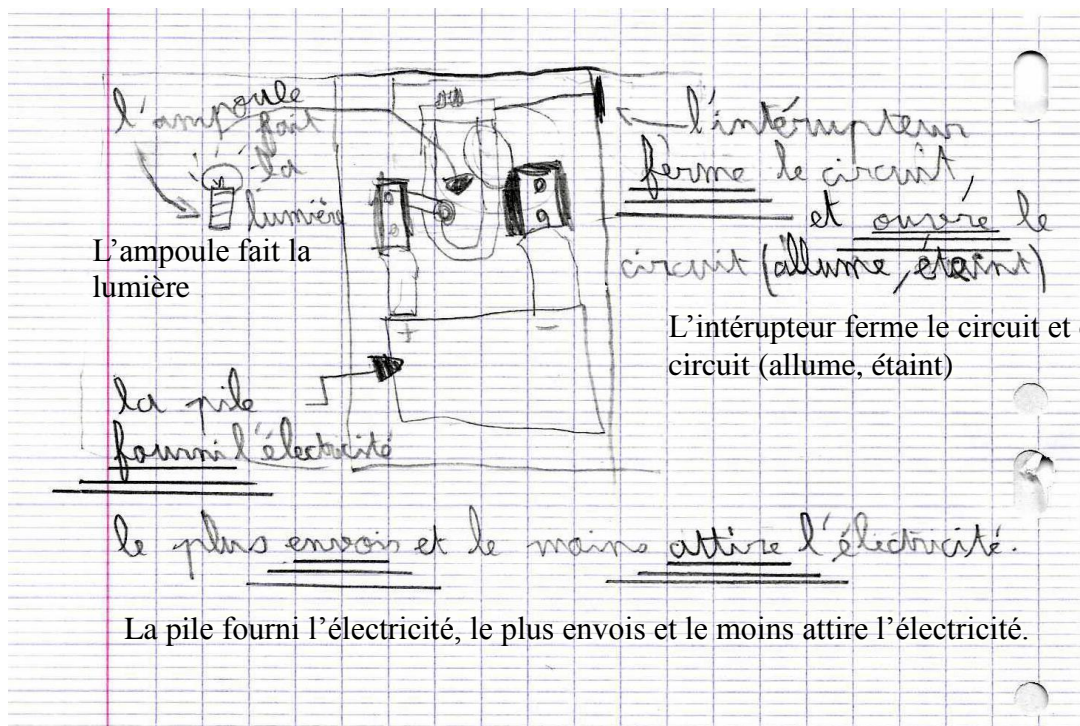 l'ampoule
fait
la
lumière
L'ampoule fait la
lumière
l'intérupteur
ferme le circuit,
et ouvre le
circuit (allume, étaint)
L'intérupteur ferme le circuit et
circuit (allume, étaint)
+
−
la pile
fourni l'électricité
le plus envois et le moins attire l'électricité.
La pile fourni l'électricité, le plus envois et le moins attire l'électricité.